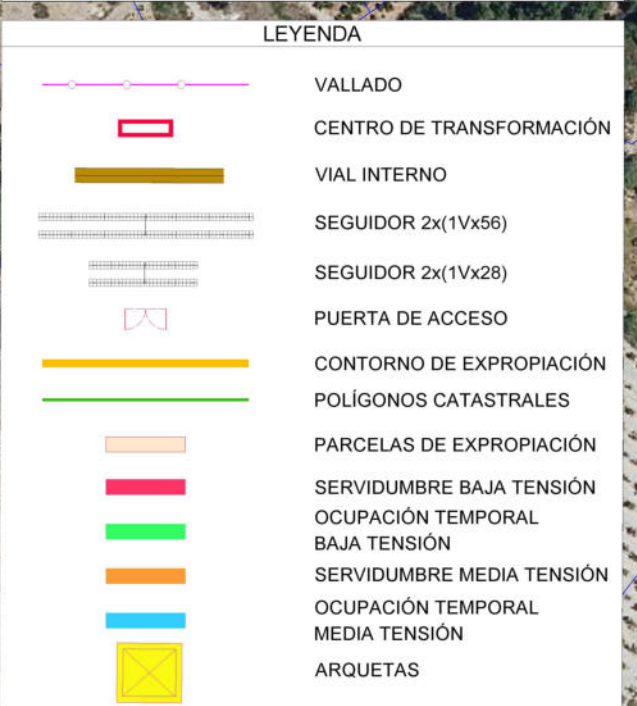 LEYENDA
VALLADO
CENTRO DE TRANSFORMACIÓN
VIAL INTERNO
SEGUIDOR 2x(1Vx56)
SEGUIDOR 2x(1Vx28)
PUERTA DE ACCESO
CONTORNO DE EXPROPIACIÓN
POLÍGONOS CATASTRALES
PARCELAS DE EXPROPIACIÓN
SERVIDUMBRE BAJA TENSIÓN
OCUPACIÓN TEMPORAL
BAJA TENSIÓN
SERVIDUMBRE MEDIA TENSIÓN
OCUPACIÓN TEMPORAL
MEDIA TENSIÓN
ARQUETAS